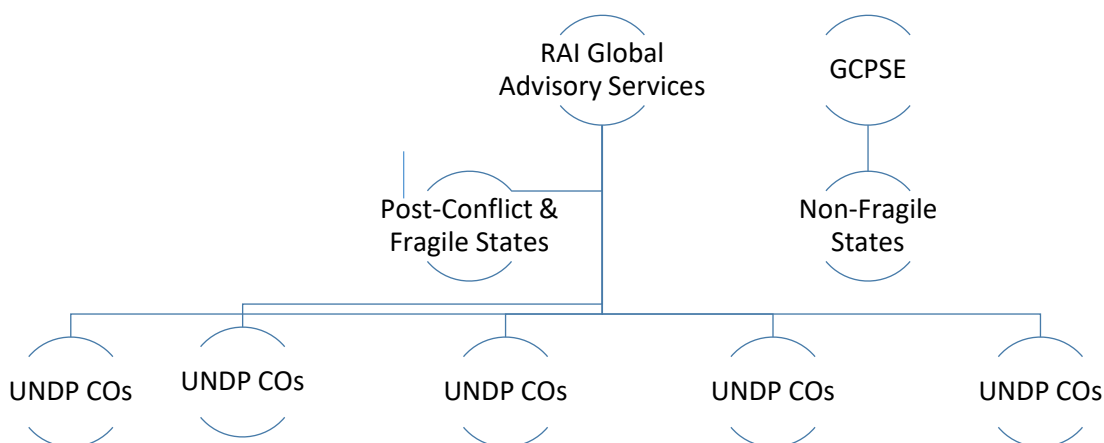 RAI Global
Advisory Services
GCPSE
Post-Conflict &
Fragile States
Non-Fragile
States
UNDP COs
UNDP COs
UNDP COs
UNDP COs
UNDP COs